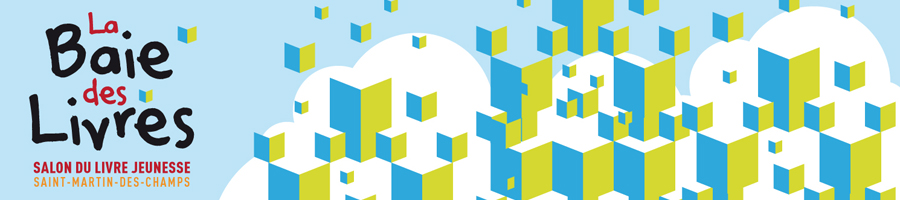 La
Baie
des
Livres
SALON DU LIVRE JEUNESSE
SAINT-MARTIN-DES-CHAMPS